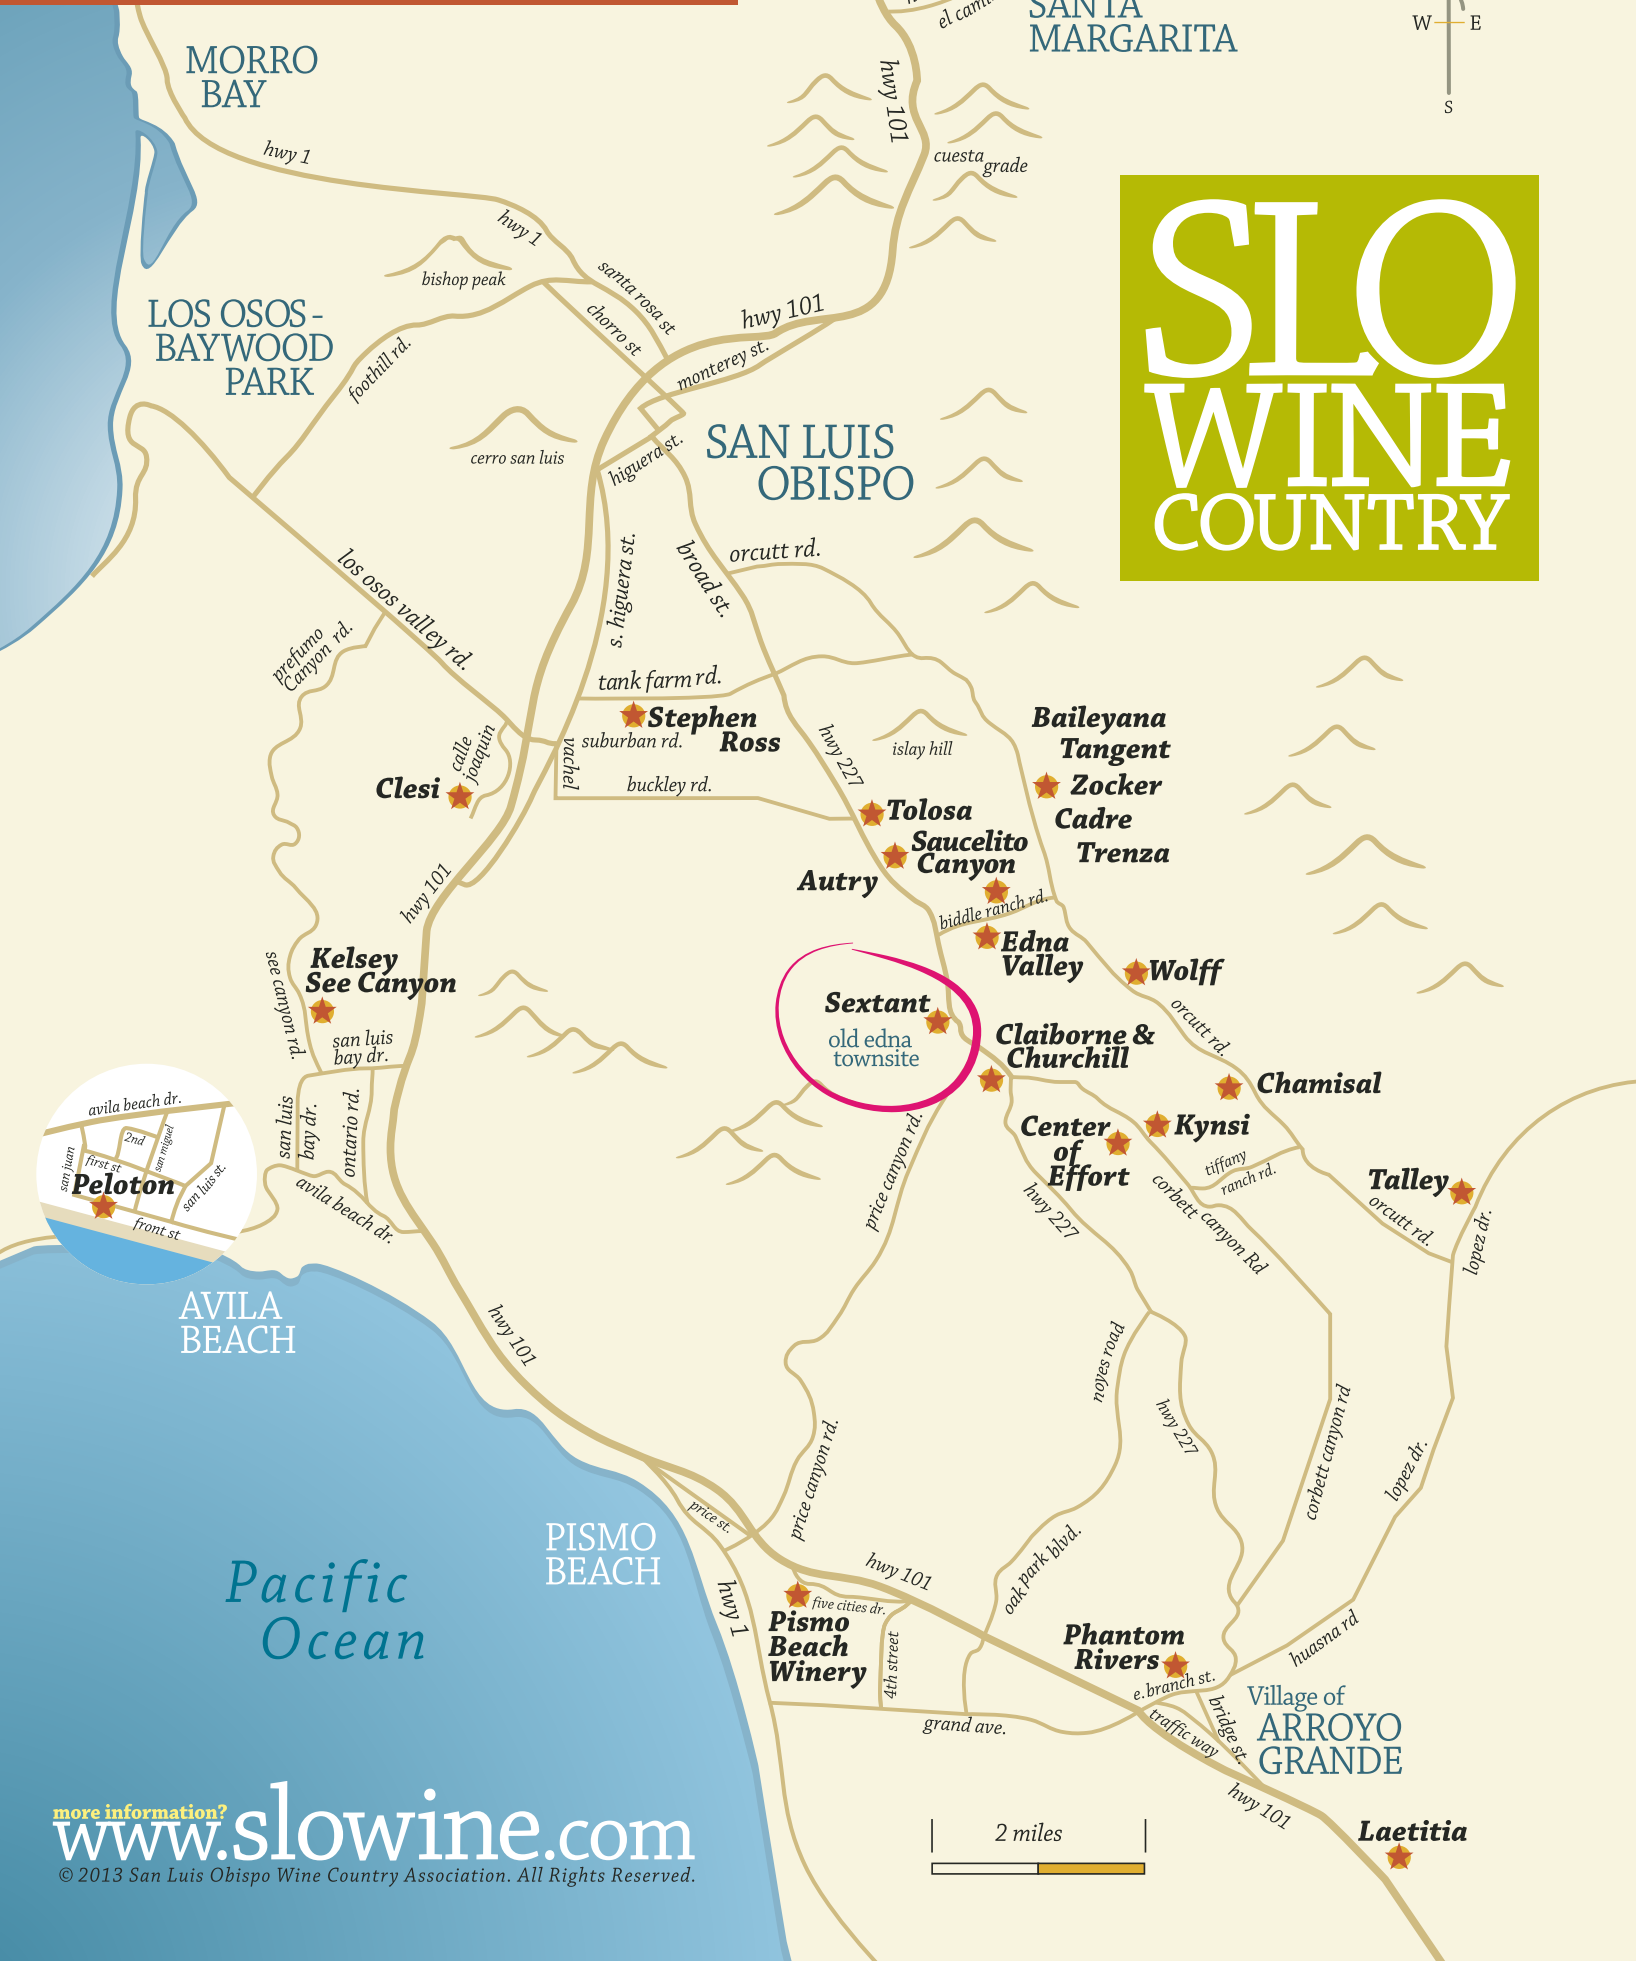 SANTA
MARGARITA
W
E
S
MORRO
BAY
hwy 1
hwy 101
cuesta
grade
hwy 1
bishop peak
santa rosa st
chorro st
hwy 101
monterey st.
LOS OSOS -
BAYWOOD
PARK
foothill rd.
SLO
WINE
COUNTRY
cerro san luis
higuera st.
SAN LUIS
OBISPO
los osos valley rd.
s. higuera st.
broad st.
orcutt rd.
prefumo
Canyon rd.
tank farm rd.
Stephen
Ross
suburban rd.
vachel
buckley rd.
calle
joaquin
Clesi
hwy 227
islay hill
Baileyana
Tangent
Zocker
Cadre
Trenza
Tolosa
Saucelito
Canyon
Autry
biddle ranch rd.
Edna
Valley
Wolff
hwy 101
Kelsey
See Canyon
see canyon rd.
san luis
bay dr.
Sextant
old edna
townsite
Claiborne &
Churchill
orcutt rd.
Chamisal
Kynsi
Center
of
Effort
tiffany
ranch rd.
Talley
orcutt rd.
lopez dr.
san luis
bay dr.
ontario rd.
avila beach dr.
avila beach dr.
2nd
san miguel
san juan
first st
san luis st.
Peloton
front st
price canyon rd.
hwy 227
corbett canyon Rd
AVILA
BEACH
hwy 101
noyes road
hwy 227
corbett canyon rd
lopez dr.
price canyon rd.
price st.
PISMO
BEACH
Pacific
Ocean
hwy 101
hwy 1
five cities dr.
Pismo
Beach
Winery
4th street
oak park blvd.
Phantom
Rivers
e. branch st.
huasna rd
grand ave.
traffic way
bridge st.
Village of
ARROYO
GRANDE
hwy 101
Laetitia
2 miles
more information?
www.slowine.com
© 2013 San Luis Obispo Wine Country Association. All Rights Reserved.